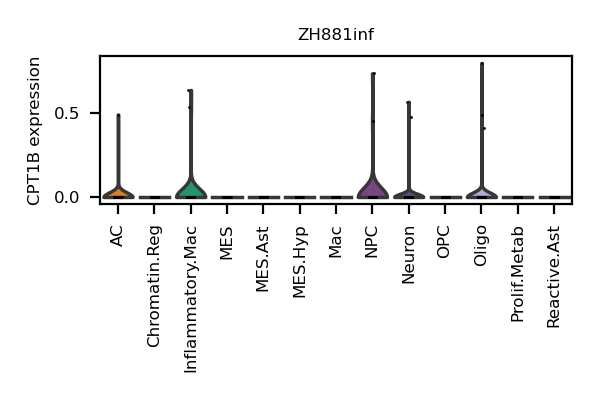 ZH881inf
CPT1B expression
0.5
0.0
AC
Chromatin.Reg
Inflammatory.Mac
MES
MES.Ast
MES.Hyp
Mac
NPC
Neuron
OPC
Oligo
Prolif.Metab
Reactive.Ast